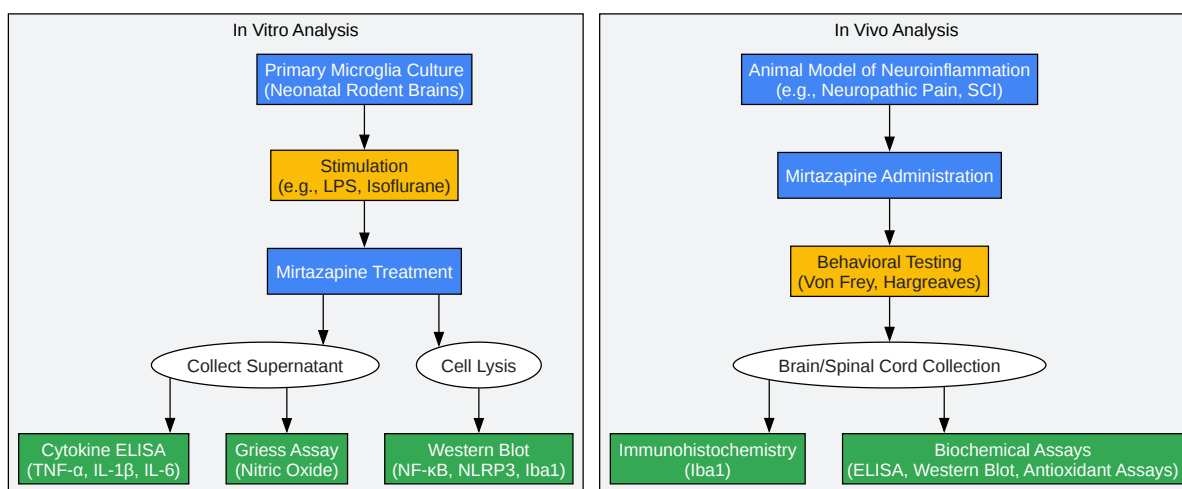 In Vitro Analysis
Primary Microglia Culture
(Neonatal Rodent Brains)
Stimulation
(e.g., LPS, Isoflurane)
Mirtazapine Treatment
Collect Supernatant
Cell Lysis
Cytokine ELISA
(TNF-α, IL-1β, IL-6)
Griess Assay
(Nitric Oxide)
Western Blot
(NF-κB, NLRP3, Iba1)
In Vivo Analysis
Animal Model of Neuroinflammation
(e.g., Neuropathic Pain, SCI)
Mirtazapine Administration
Behavioral Testing
(Von Frey, Hargreaves)
Brain/Spinal Cord Collection
Immunohistochemistry
(Iba1)
Biochemical Assays
(ELISA, Western Blot, Antioxidant Assays)